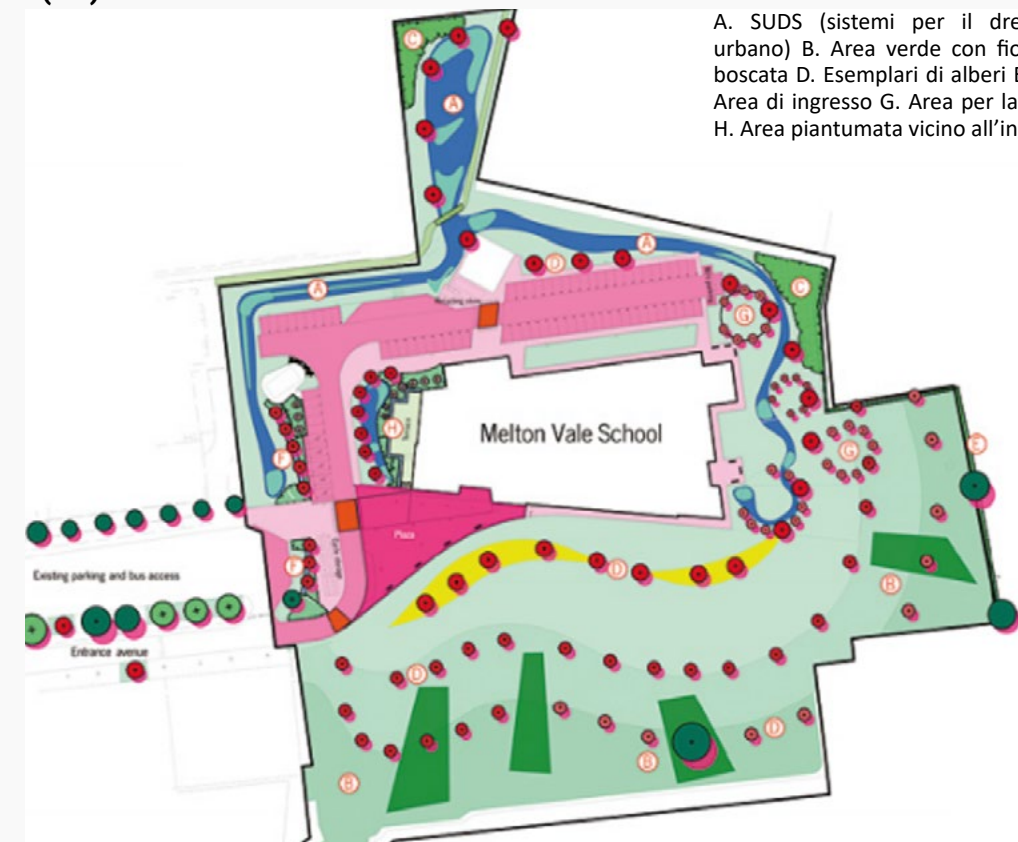 A. SUDS (sistemi per il dre
urbano) B. Area verde con
boscata D. Esemplari di alberi
Area di ingresso G. Area per la
H. Area piantumata vicino all’in
C
A
A
D
A
C
G
H
Melton Vale School
F
G
E
Plaza
F
D
B
Existing parking and bus access
Entrance avenue
D
D
B
B